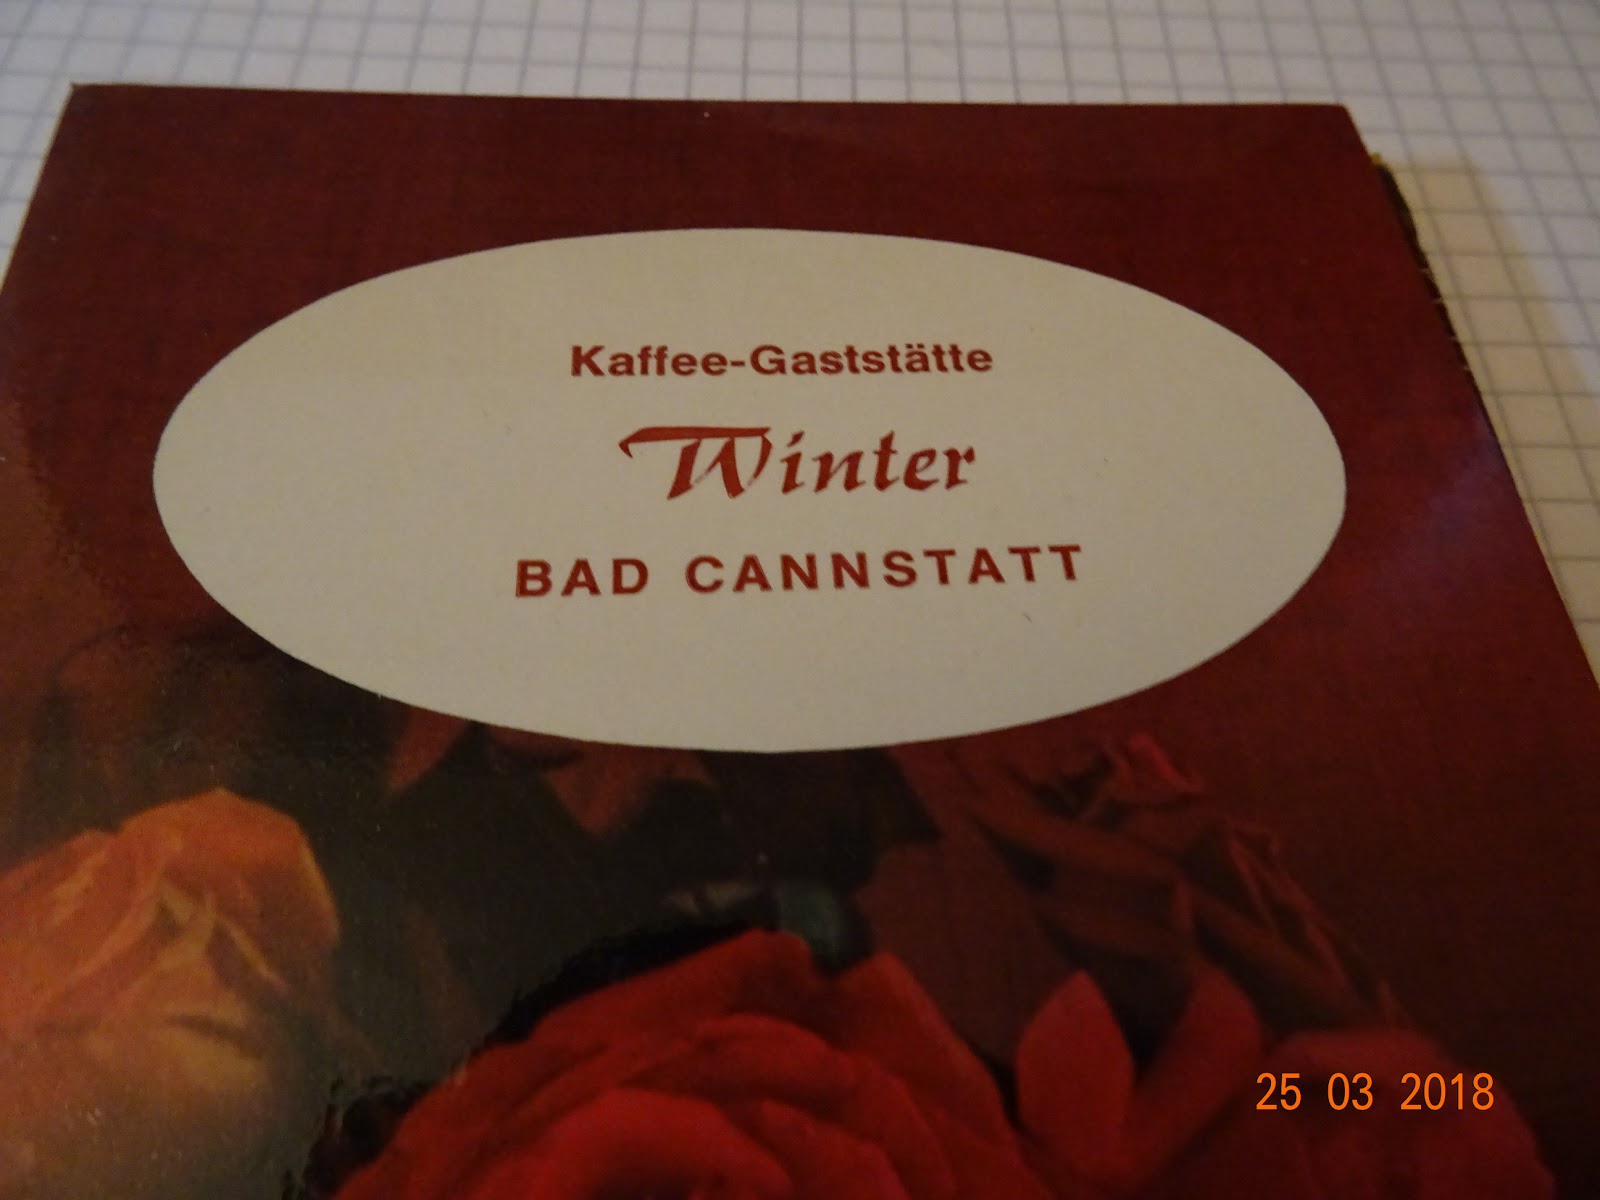 Kaffee-Gaststätte
Winter
BAD CANNSTATT
25 03 2018